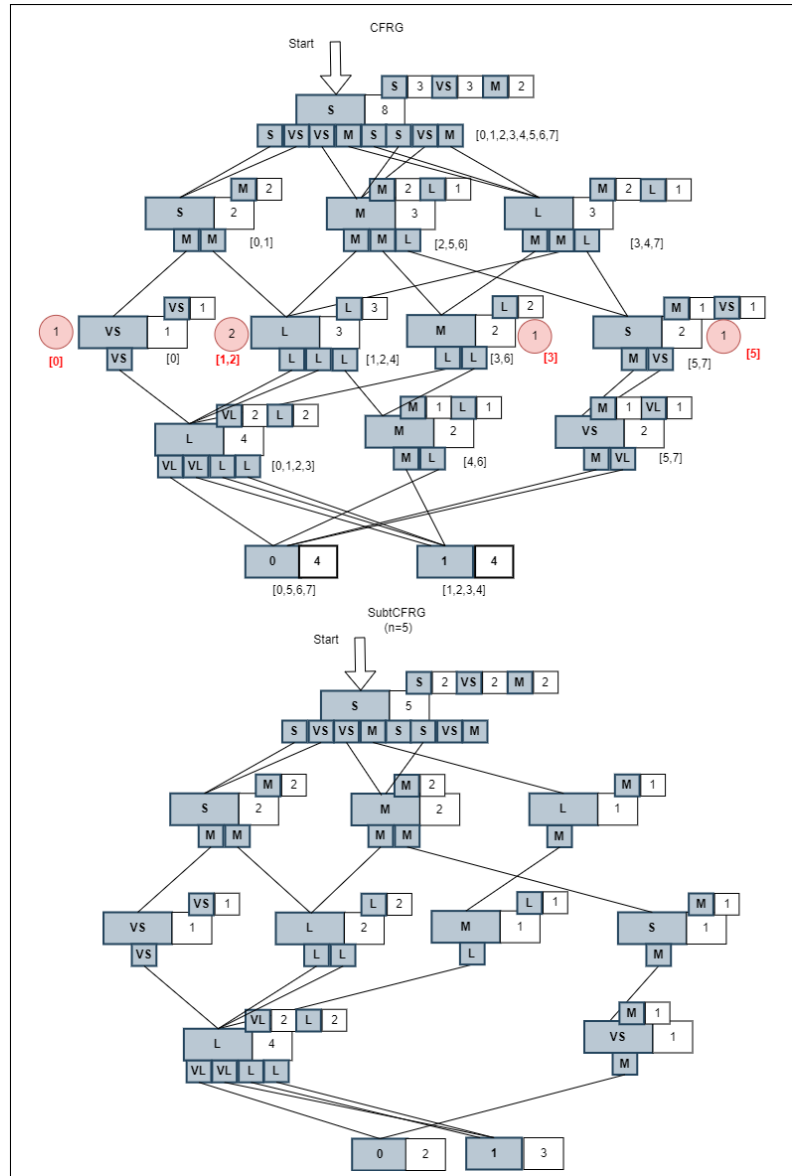 CFRG
Start
S 3 VS 3 M 2
S 8
S VS VS M S S VS M [0,1,2,3,4,5,6,7]
M 2 M 2 L 1 M 2 L 1
S 2 M 3 L 3
M M [0,1] M M L [2,5,6] M M L [3,4,7]
VS 1 L 3 L 2 M 1 VS 1
1 VS 1 2 L 3 M 2 1 S 2 1
[0] VS [0] [1,2] L L L [1,2,4] L L [3,6] [3] M VS [5,7] [5]
VL 2 L 2 M 1 L 1 M 1 VL 1
L 4 M 2 VS 2
VL VL L L [0,1,2,3] M L [4,6] M VL [5,7]
0 4 1 4
[0,5,6,7] [1,2,3,4]
SubtCFRG
(n=5)
Start
S 2 VS 2 M 2
S 5
S VS VS M S S VS M
M 2 M 2 M 1
S 2 M 2 L 1
M M M M M
VS 1 L 2 L 1 M 1
VS 1 L 2 M 1 S 1
VS L L L M
VL 2 L 2 M 1
L 4 VS 1
VL VL L L M
0 2 1 3